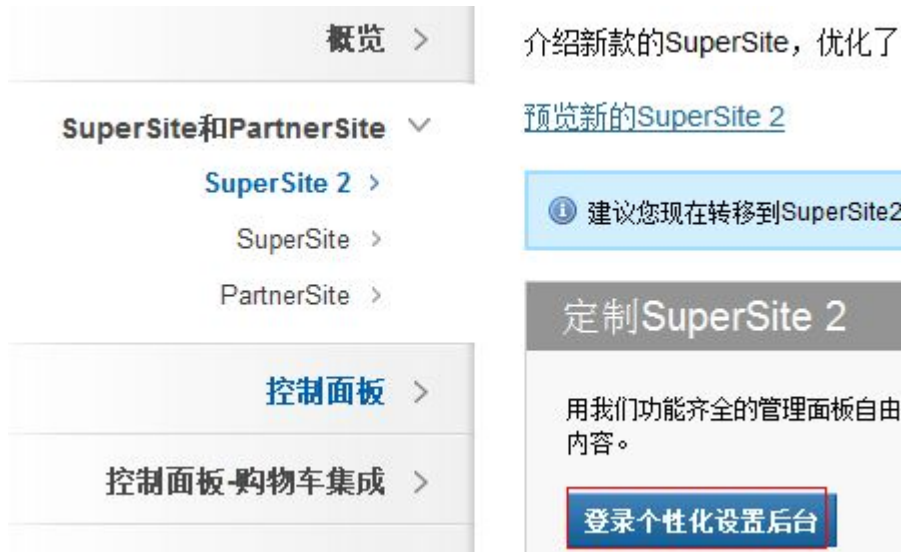 概览
SuperSite和PartnerSite
SuperSite 2
SuperSite
PartnerSite
控制面板
控制面板-购物车集成
介绍新款的SuperSite，优化了
预览新的SuperSite 2
建议您现在转移到SuperSite2
定制SuperSite 2
用我们功能齐全的管理面板自由
内容。
登录个性化设置后台